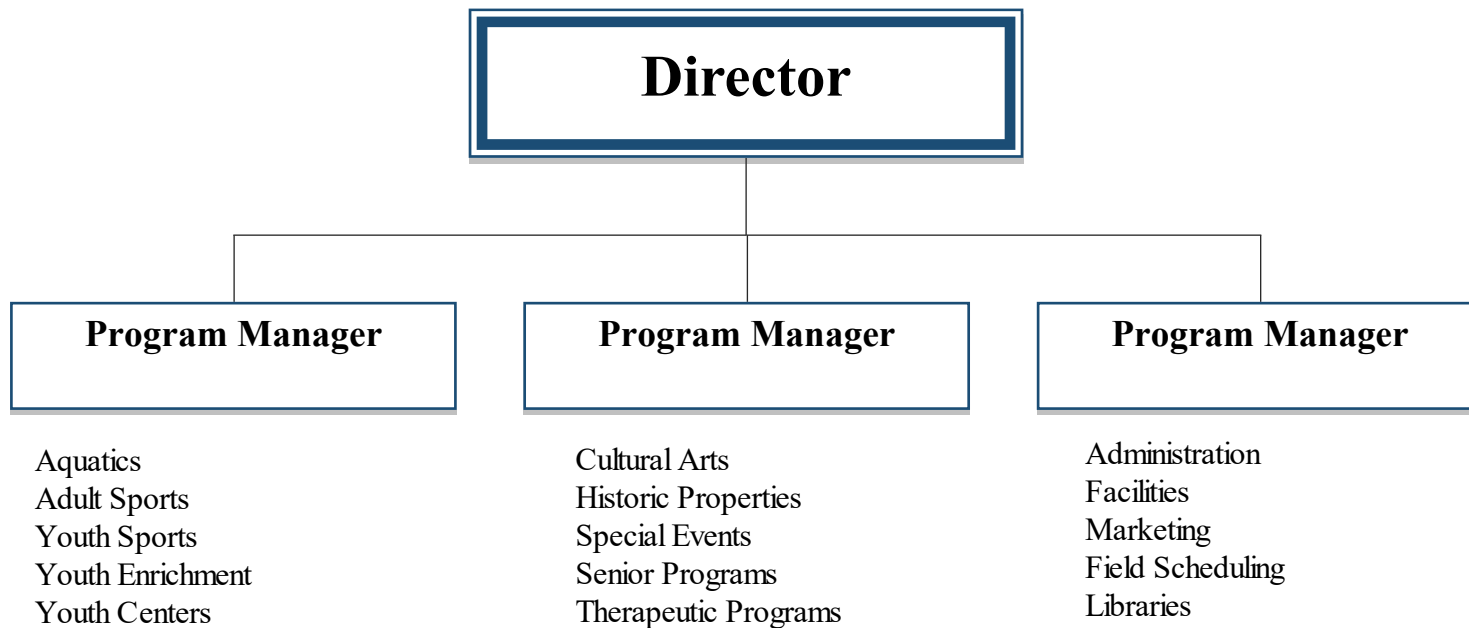 Director
Program Manager
Program Manager
Program Manager
Aquatics
Adult Sports
Youth Sports
Youth Enrichment
Youth Centers
Cultural Arts
Historic Properties
Special Events
Senior Programs
Therapeutic Programs
Administration
Facilities
Marketing
Field Scheduling
Libraries